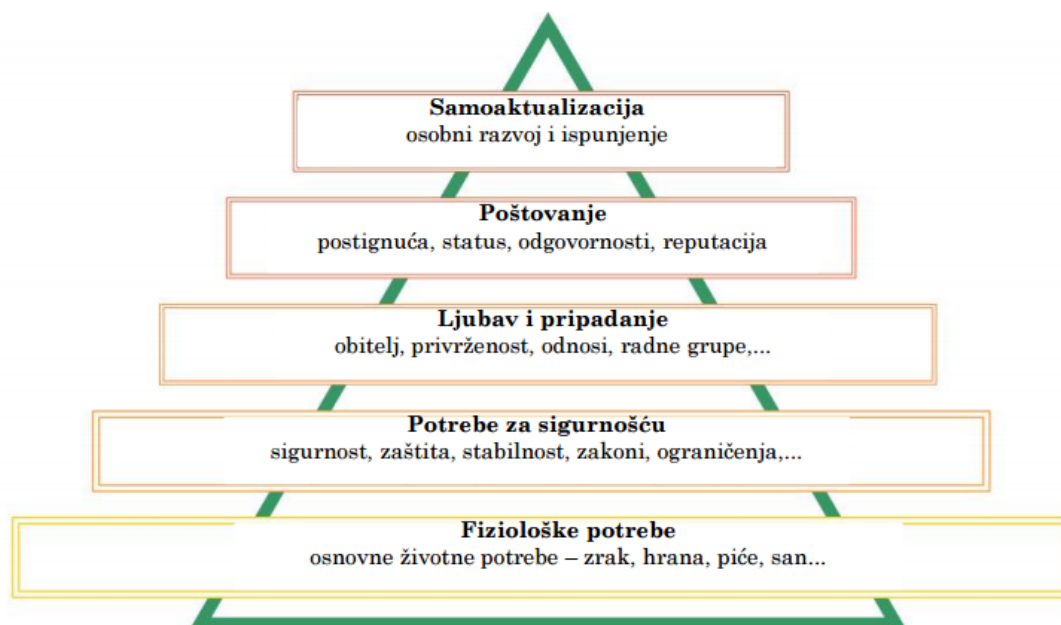 Samoaktualizacija
osobni razvoj i ispunjenje
Poštovanje
postignuća, status, odgovornosti, reputacija
Ljubav i pripadanje
obitelj, privrženost, odnosi, radne grupe,...
Potrebe za sigurnošću
sigurnost, zaštita, stabilnost, zakoni, ograničenja,...
Fiziološke potrebe
osnovne životne potrebe – zrak, hrana, piće, san...